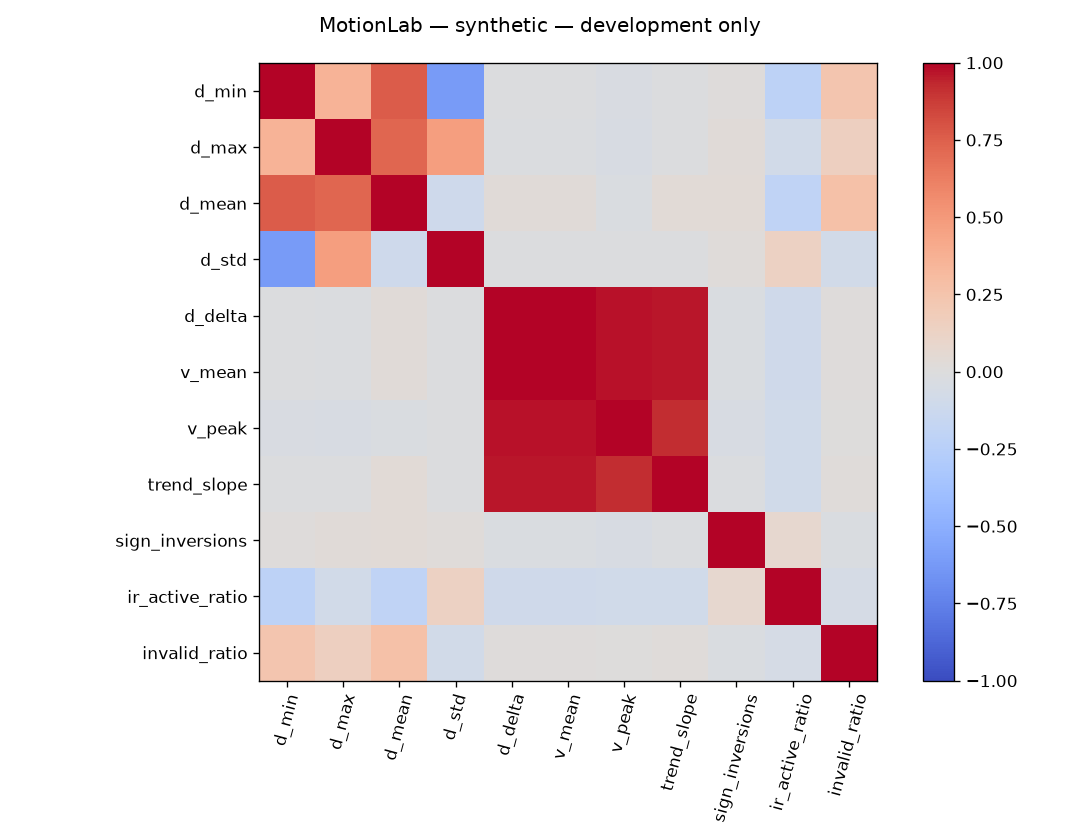 MotionLab — synthetic — development only
d_min
d_max
d_mean
d_std
d_delta
v_mean
v_peak
trend_slope
sign_inversions
ir_active_ratio
invalid_ratio
d_min
d_max
d_mean
d_std
d_delta
v_mean
v_peak
trend_slope
sign_inversions
ir_active_ratio
invalid_ratio
1.00
0.75
0.50
0.25
0.00
−0.25
−0.50
−0.75
−1.00